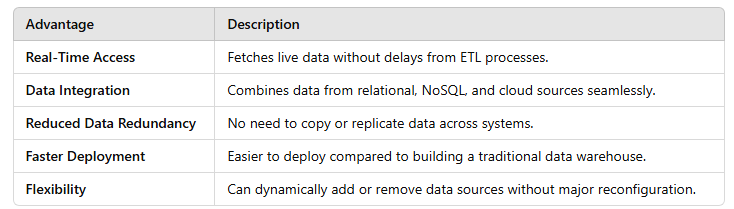 Advantage Description
Real-Time Access Fetches live data without delays from ETL processes.
Data Integration Combines data from relational, NoSQL, and cloud sources seamlessly.
Reduced Data Redundancy No need to copy or replicate data across systems.
Faster Deployment Easier to deploy compared to building a traditional data warehouse.
Flexibility Can dynamically add or remove data sources without major reconfiguration.